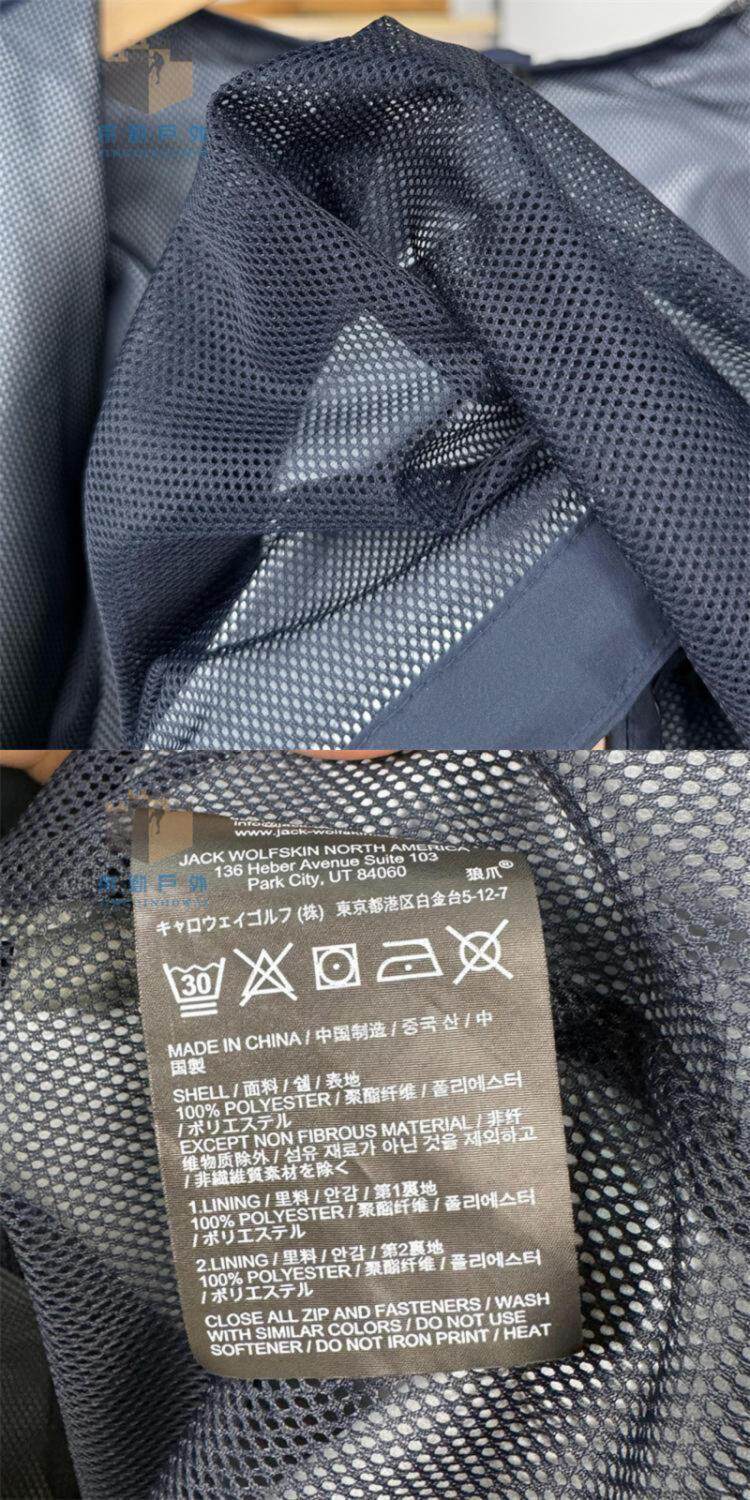 www.jack-wolfskin
JACK WOLFSKIN NORTH AMERICA
136 Heber Avenue Suite 103
Park City, UT 84060
狼爪®
キャロウェイゴルフ (株) 東京都港区白金台5-12-7
30
MADE IN CHINA / 中国制造 / 중국 산 / 中
国製
SHELL / 面料 / 쉘 / 表地
100% POLYESTER / 聚酯纤维 / 폴리에스터
/ ポリエステル
EXCEPT NON FIBROUS MATERIAL / 非纤
维物质除外 / 섬유 재료가 아닌 것을 제외하고
/ 非繊維質素材を除く
1.LINING / 里料 / 안감 / 第1裏地
100% POLYESTER / 聚酯纤维 / 폴리에스터
/ ポリエステル
2.LINING / 里料 / 안감 / 第2裏地
100% POLYESTER / 聚酯纤维 / 폴리에스터
/ ポリエステル
CLOSE ALL ZIP AND FASTENERS / WASH
WITH SIMILAR COLORS / DO NOT USE
SOFTENER / DO NOT IRON PRINT / HEAT